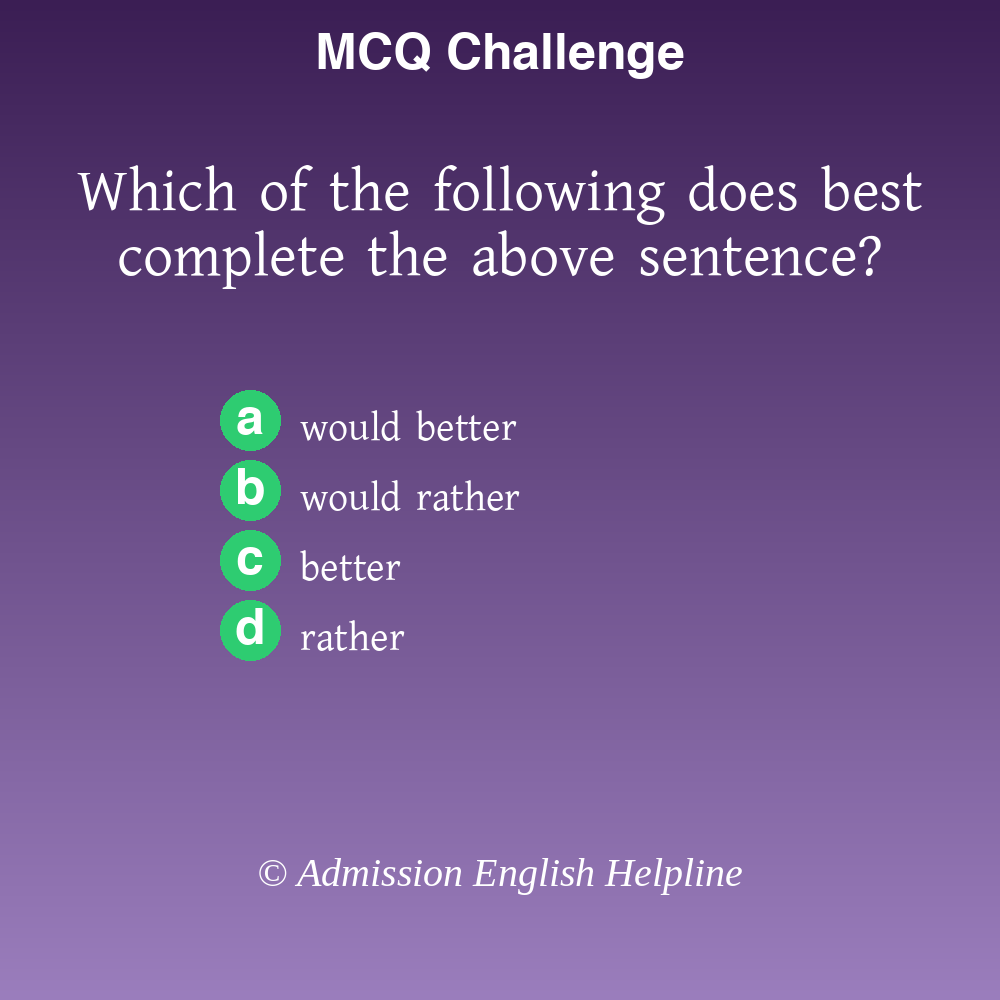 MCQ Challenge
Which of the following does best
complete the above sentence?
a would better
b would rather
c better
d rather
© Admission English Helpline